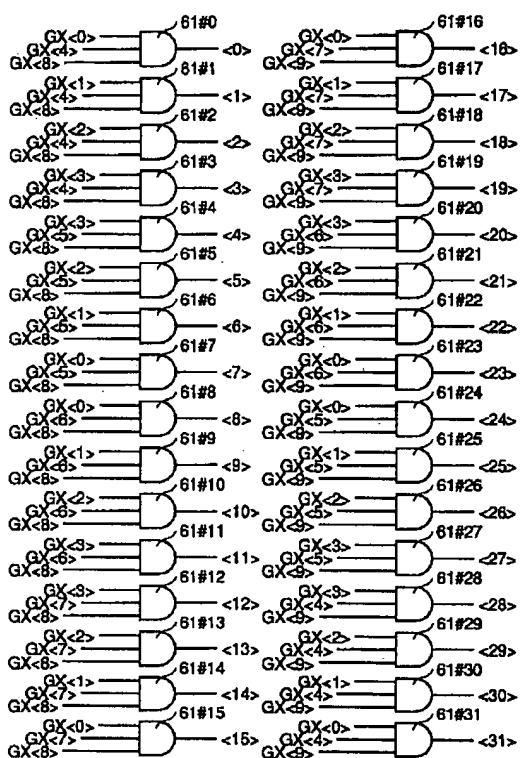 61#0
GX<0>
GX<4> <0>
GX<8>
61#1
GX<1>
GX<4> <1>
GX<8>
61#2
GX<2>
GX<4> <2>
GX<8>
61#3
GX<3>
GX<4> <3>
GX<8>
61#4
GX<3>
GX<5> <4>
GX<8>
61#5
GX<2>
GX<5> <5>
GX<8>
61#6
GX<1>
GX<5> <6>
GX<8>
61#7
GX<0>
GX<5> <7>
GX<8>
61#8
GX<0>
GX<6> <8>
GX<8>
61#9
GX<1>
GX<6> <9>
GX<8>
61#10
GX<2>
GX<6> <10>
GX<8>
61#11
GX<3>
GX<6> <11>
GX<8>
61#12
GX<3>
GX<7> <12>
GX<8>
61#13
GX<2>
GX<7> <13>
GX<8>
61#14
GX<1>
GX<7> <14>
GX<8>
61#15
GX<0>
GX<7> <15>
GX<8>
61#16
GX<0>
GX<7> <16>
GX<9>
61#17
GX<1>
GX<7> <17>
GX<9>
61#18
GX<2>
GX<7> <18>
GX<9>
61#19
GX<3>
GX<7> <19>
GX<9>
61#20
GX<3>
GX<6> <20>
GX<9>
61#21
GX<2>
GX<6> <21>
GX<9>
61#22
GX<1>
GX<6> <22>
GX<9>
61#23
GX<0>
GX<6> <23>
GX<9>
61#24
GX<0>
GX<5> <24>
GX<9>
61#25
GX<1>
GX<5> <25>
GX<9>
61#26
GX<2>
GX<5> <26>
GX<9>
61#27
GX<3>
GX<5> <27>
GX<9>
61#28
GX<3>
GX<4> <28>
GX<9>
61#29
GX<2>
GX<4> <29>
GX<9>
61#30
GX<1>
GX<4> <30>
GX<9>
61#31
GX<0>
GX<4> <31>
GX<9>